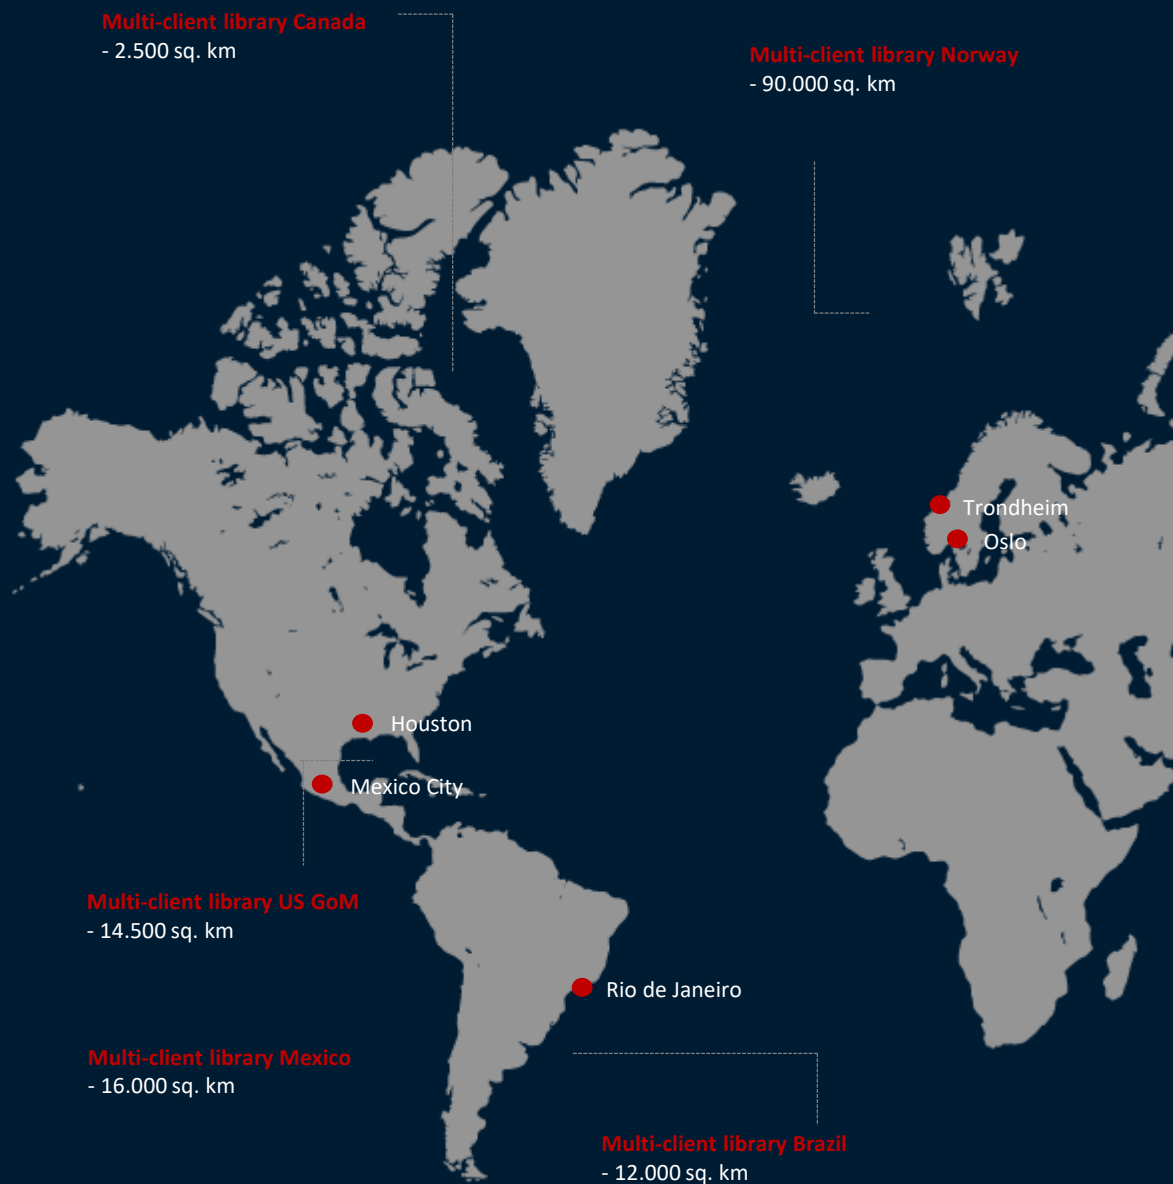 Multi-client library Canada
- 2.500 sq. km
Multi-client library Norway
- 90.000 sq. km
Trondheim
Oslo
Houston
Mexico City
Multi-client library US GoM
- 14.500 sq. km
Rio de Janeiro
Multi-client library Mexico
- 16.000 sq. km
Multi-client library Brazil
- 12.000 sq. km